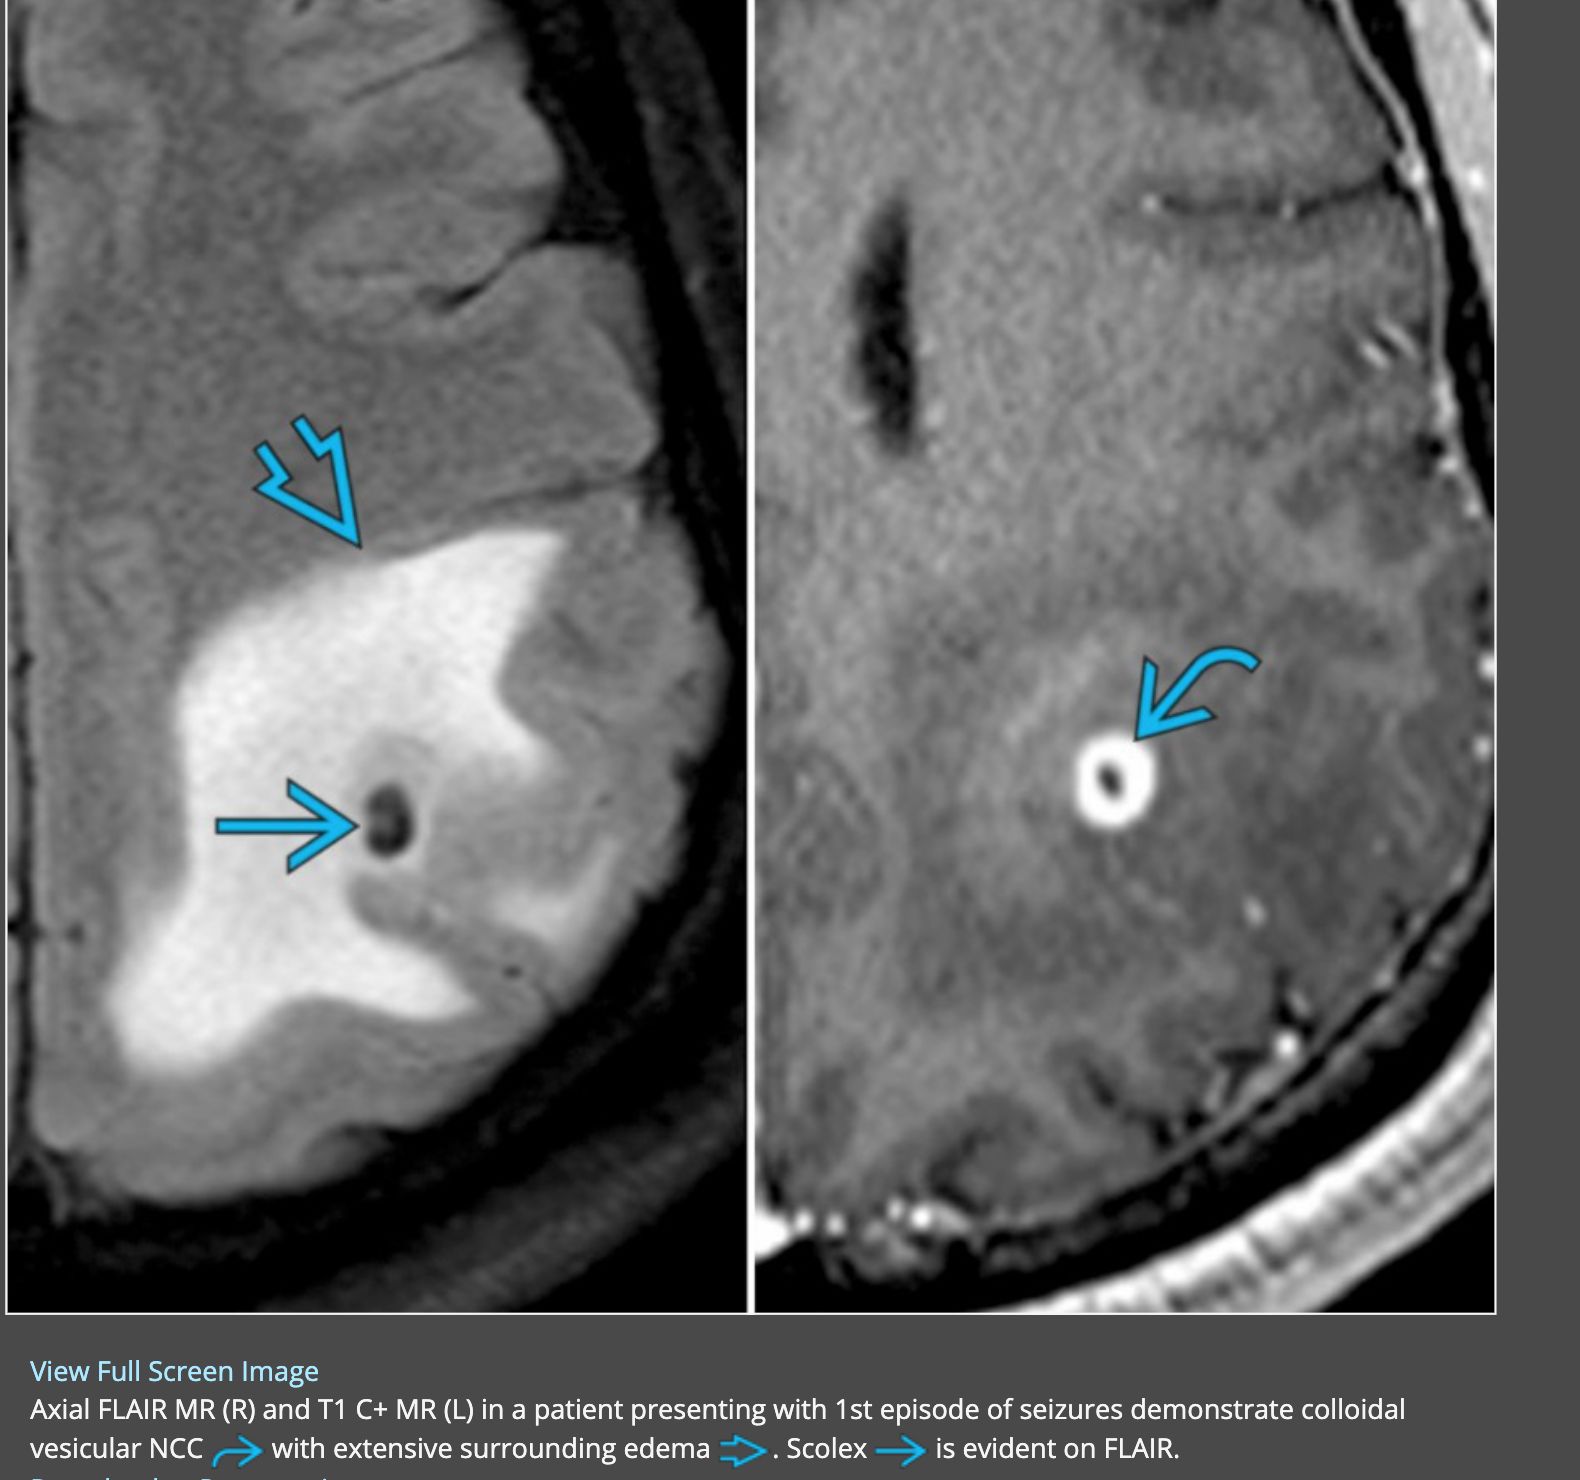 View Full Screen Image
Axial FLAIR MR (R) and T1 C+ MR (L) in a patient presenting with 1st episode of seizures demonstrate colloidal
vesicular NCC with extensive surrounding edema . Scolex is evident on FLAIR.